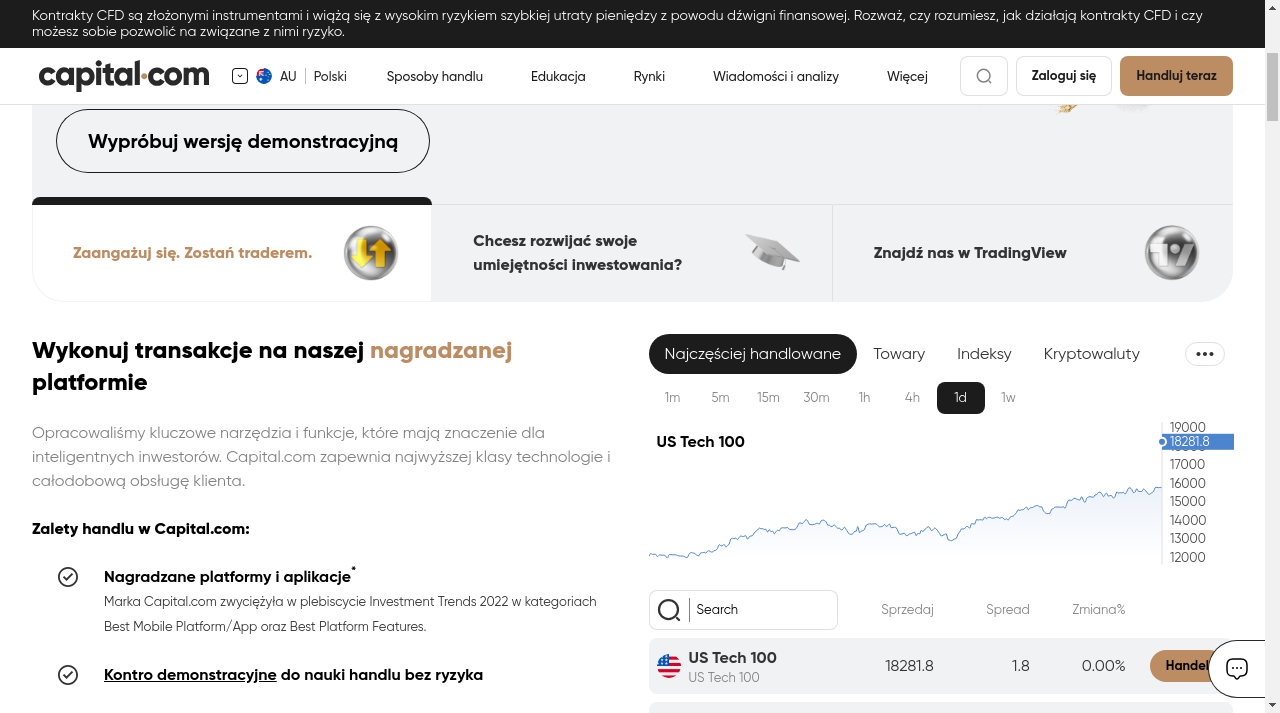 Kontrakty CFD są złożonymi instrumentami i wiążą się z wysokim ryzykiem szybkiej utraty pieniędzy z powodu dźwigni finansowej. Rozważ, czy rozumiesz, jak działają kontrakty CFD i czy
możesz sobie pozwolić na związane z nimi ryzyko.
capital.com
AU
Polski
Sposoby handlu
Edukacja
Rynki
Wiadomości i analizy
Więcej
Zaloguj się
Handluj teraz
Wypróbuj wersję demonstracyjną
Zaangażuj się. Zostań traderem.
Chcesz rozwijać swoje
umiejętności inwestowania?
Znajdź nas w TradingView
Wykonuj transakcje na naszej nagradzanej
platformie
Opracowaliśmy kluczowe narzędzia i funkcje, które mają znaczenie dla
inteligentnych inwestorów. Capital.com zapewnia najwyższej klasy technologie i
całodobową obsługę klienta.
Zalety handlu w Capital.com:
Nagradzane platformy i aplikacje*
Marka Capital.com zwyciężyła w plebiscycie Investment Trends 2022 w kategoriach
Best Mobile Platform/App oraz Best Platform Features.
Kontro demonstracyjne do nauki handlu bez ryzyka
Najczęściej handlowane
Towary
Indeksy
Kryptowaluty
1m
5m
15m
30m
1h
4h
1d
1w
US Tech 100
19000
18281.8
17000
16000
15000
14000
13000
12000
Search
Sprzedaj
Spread
Zmiana%
US Tech 100
US Tech 100
18281.8
1.8
0.00%
Handel